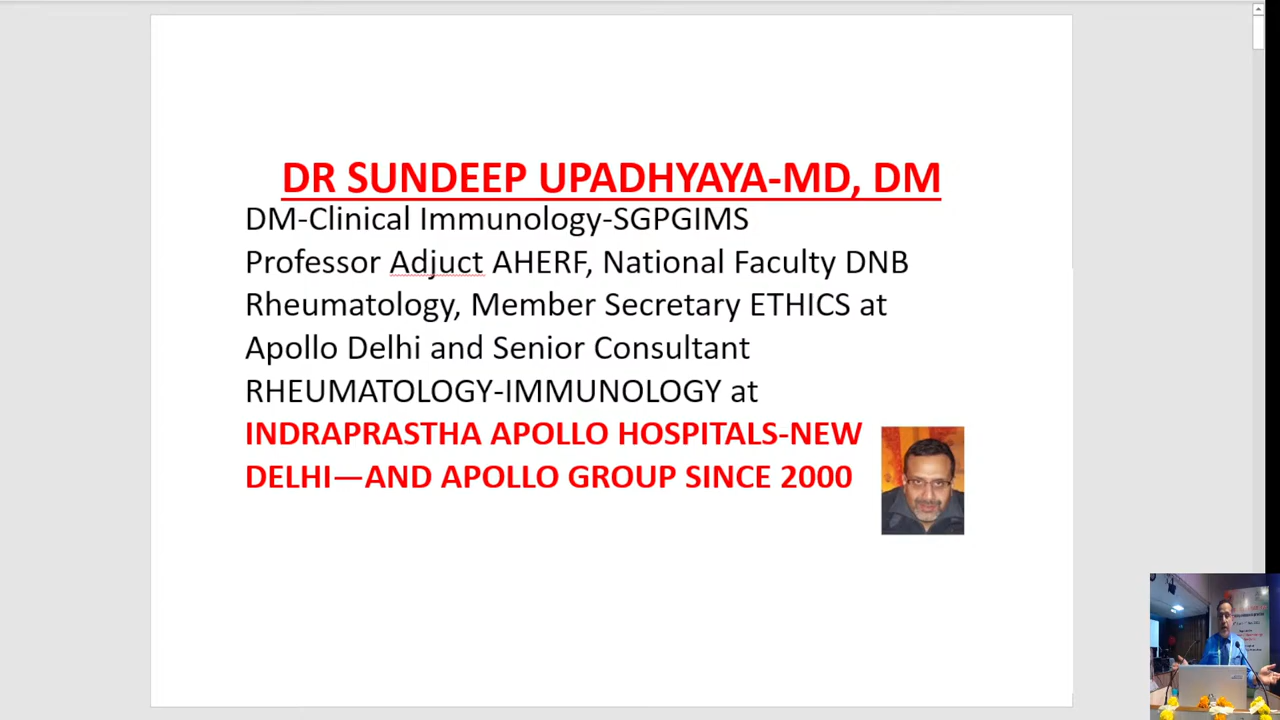 DR SUNDEEP UPADHYAYA-MD, DM
DM-Clinical Immunology-SGPGIMS
Professor Adjuct AHERF, National Faculty DNB
Rheumatology, Member Secretary ETHICS at
Apollo Delhi and Senior Consultant
RHEUMATOLOGY-IMMUNOLOGY at
INDRAPRASTHA APOLLO HOSPITALS-NEW
DELHI—AND APOLLO GROUP SINCE 2000